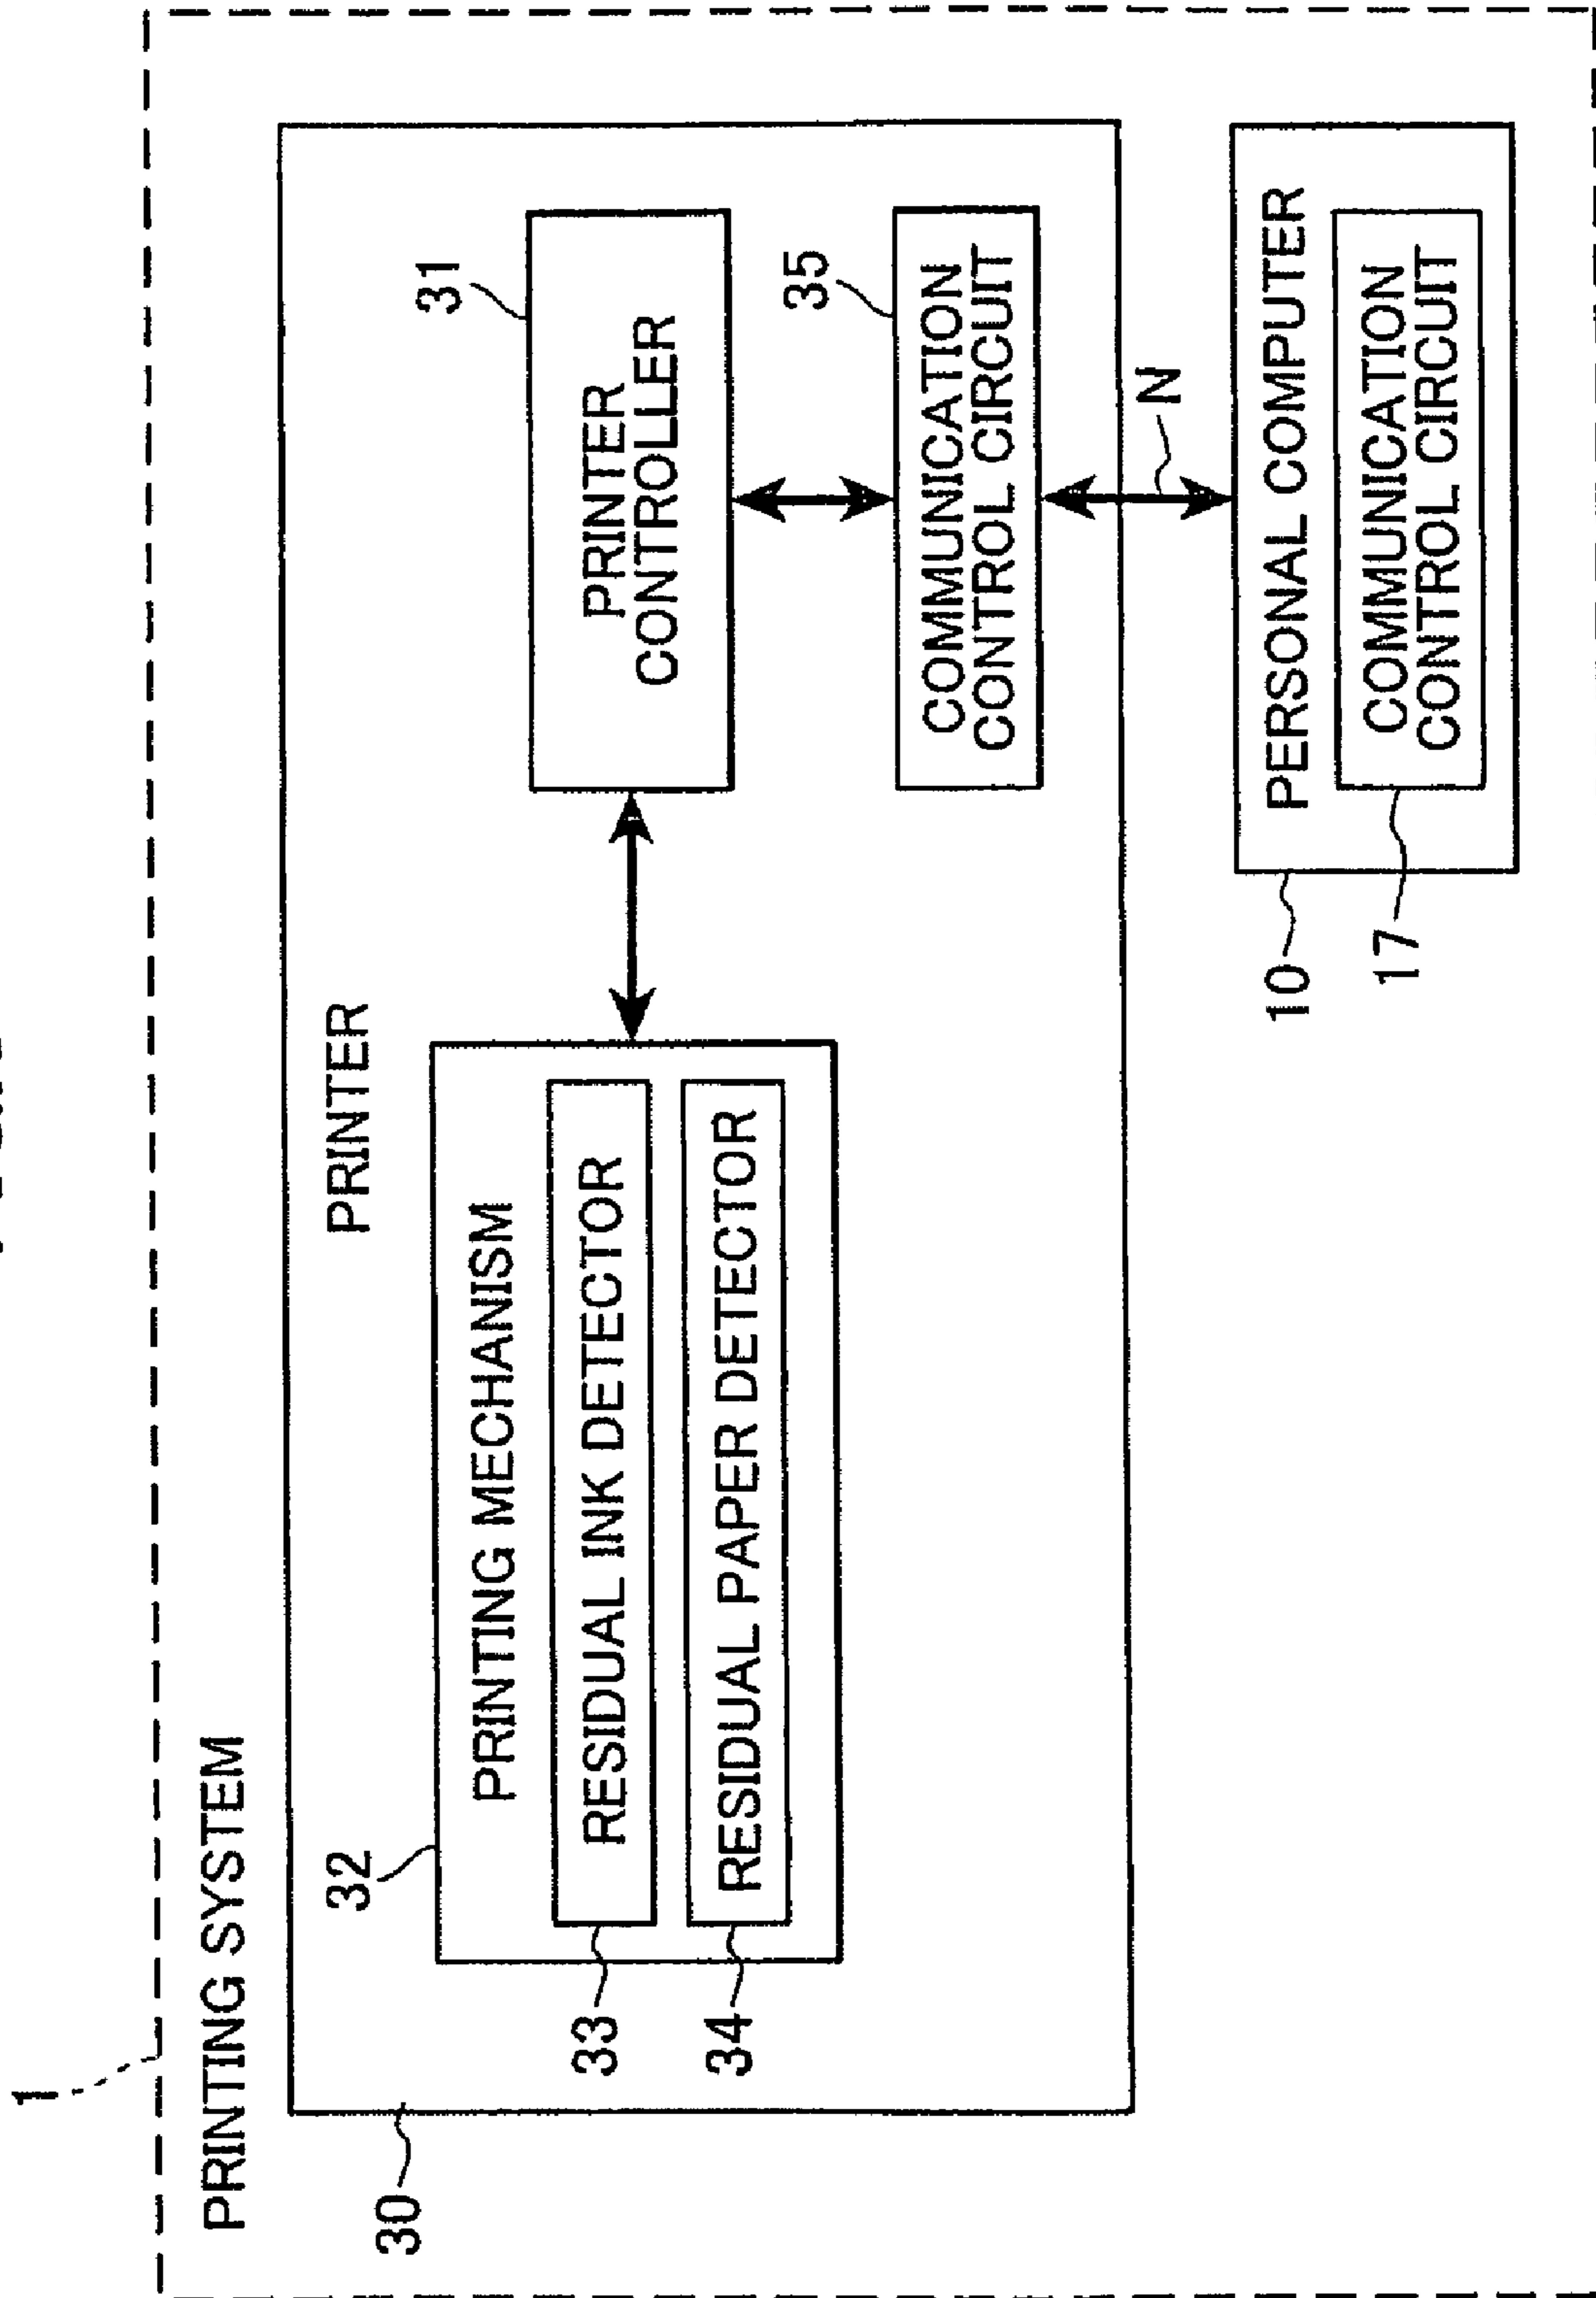 1
PRINTING SYSTEM
30
PRINTER
32
PRINTING MECHANISM
33
RESIDUAL INK DETECTOR
34
RESIDUAL PAPER DETECTOR
31
PRINTER
CONTROLLER
35
COMMUNICATION
CONTROL CIRCUIT
N
10
PERSONAL COMPUTER
17
COMMUNICATION
CONTROL CIRCUIT